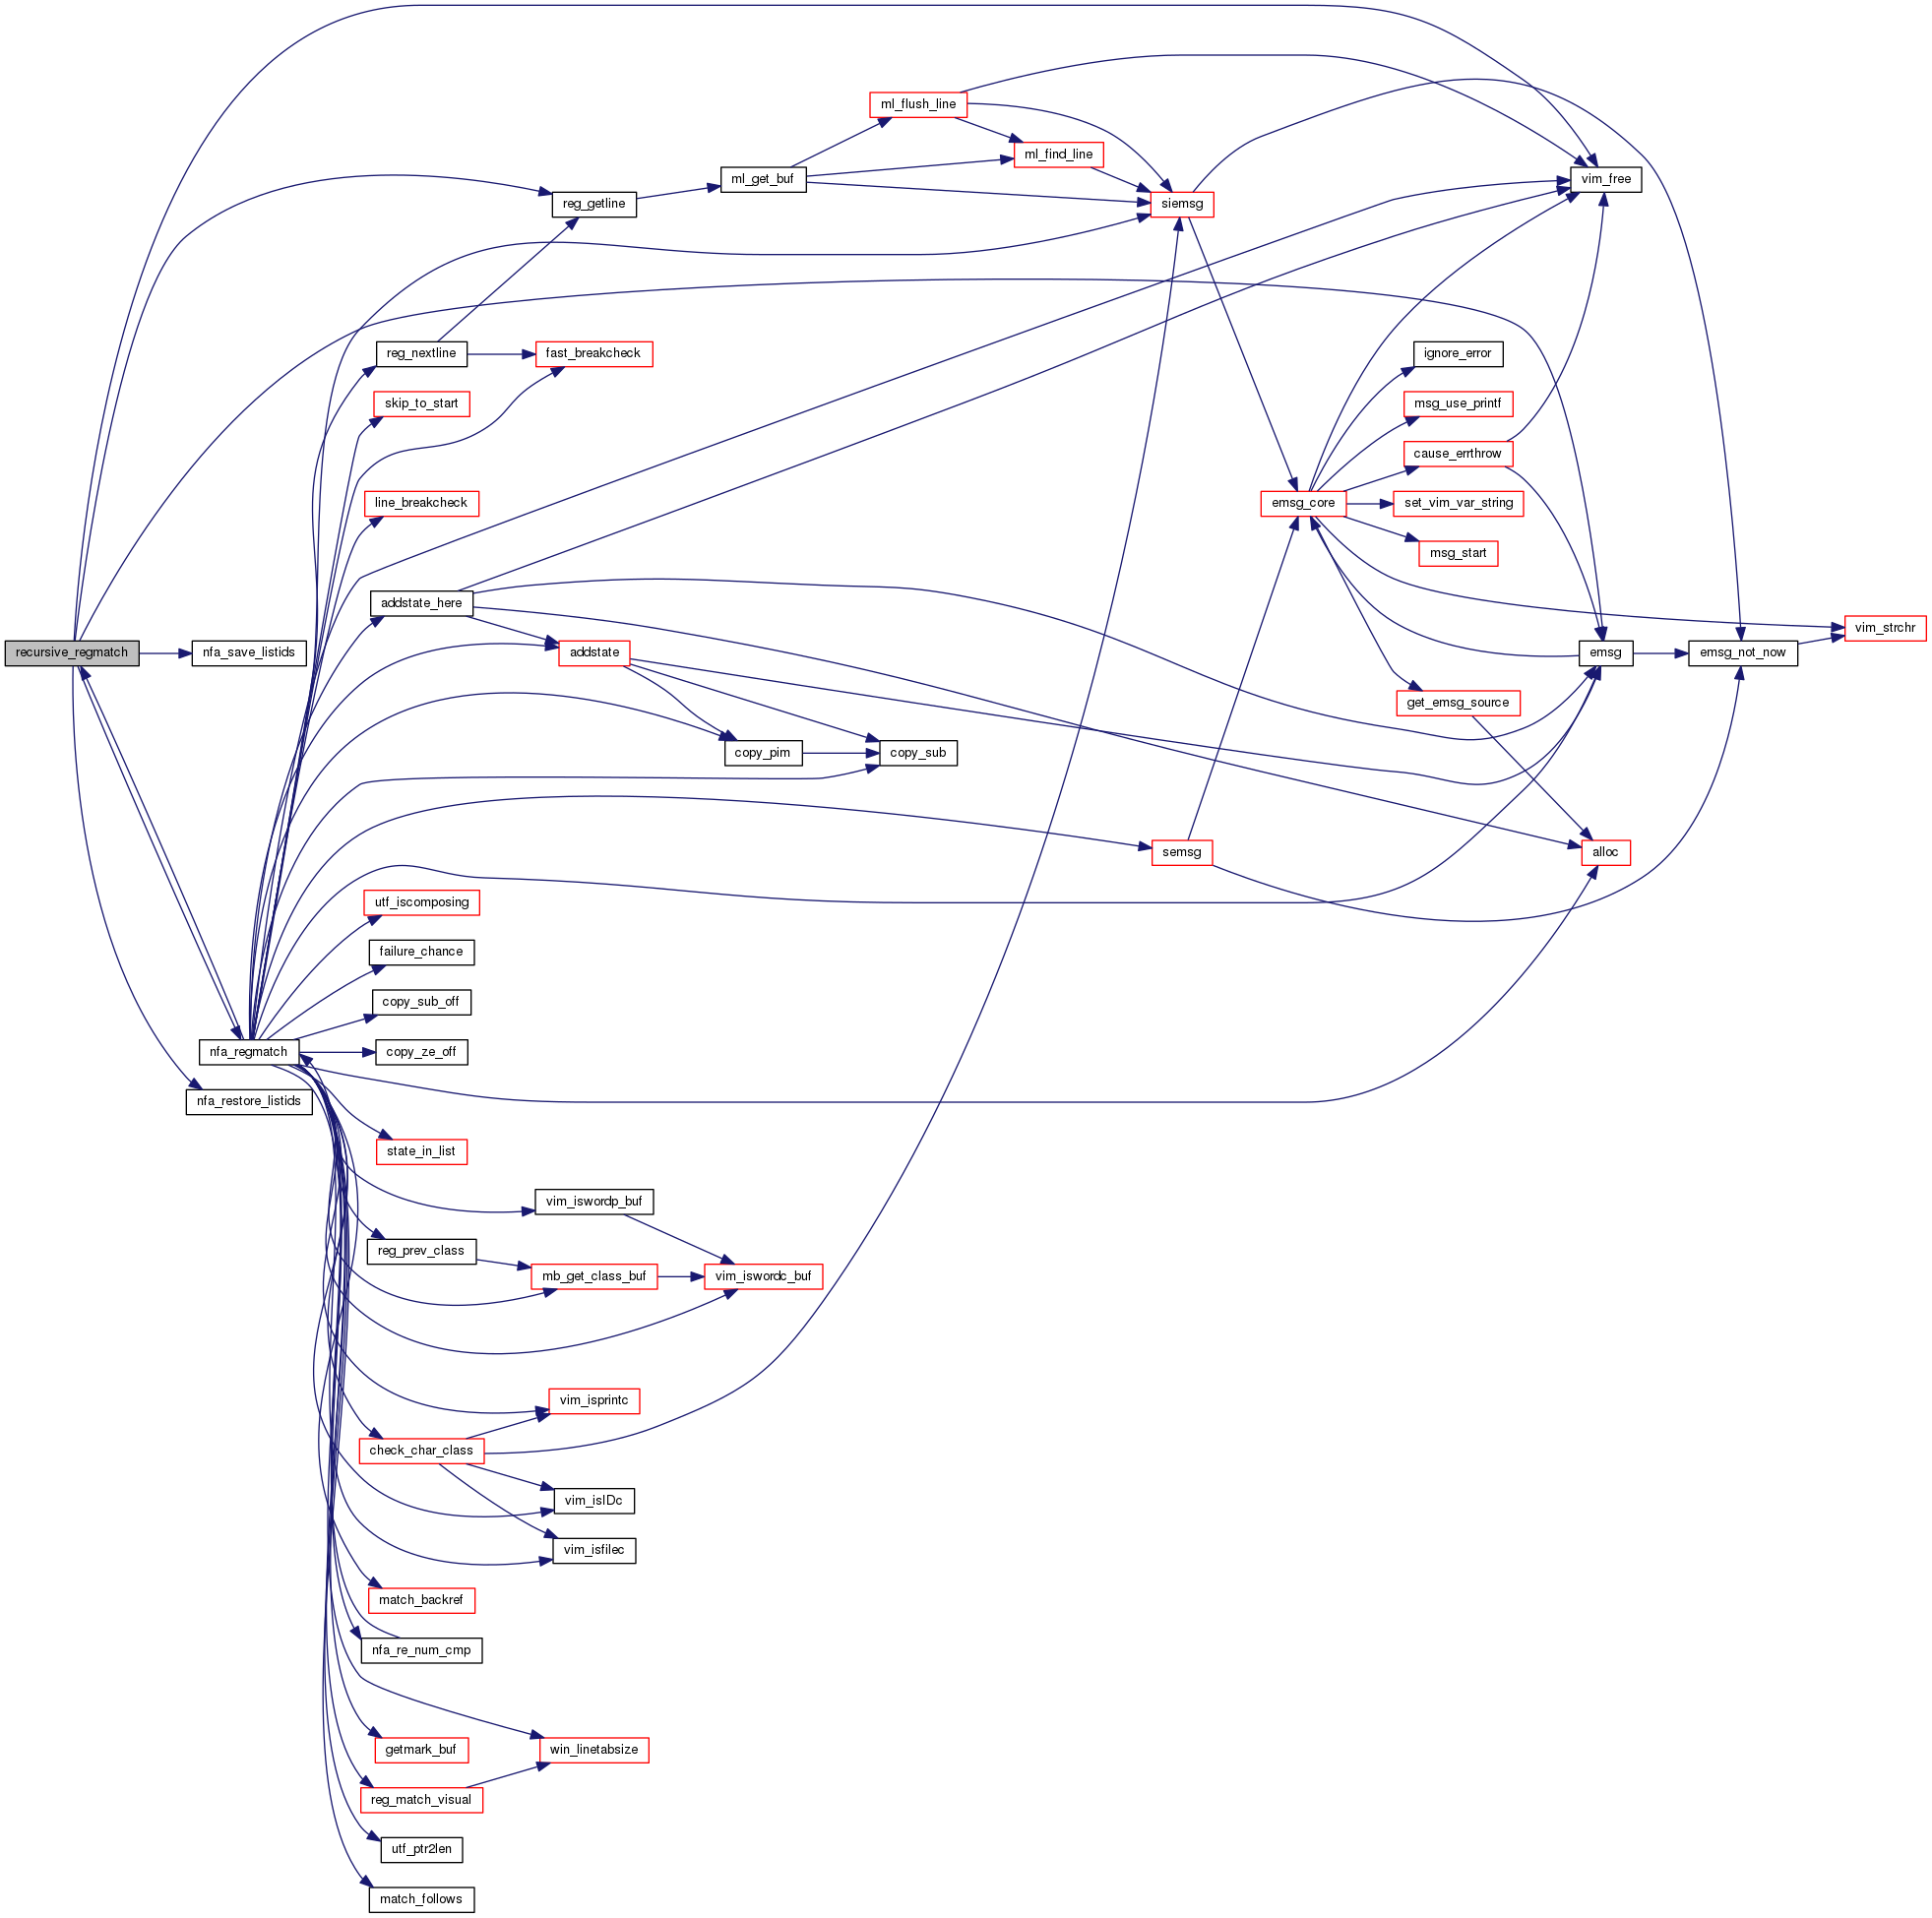 ml_flush_line
ml_find_line
ml_get_buf
vim_free
reg_getline
siemsg
reg_nextline
fast_breakcheck
ignore_error
skip_to_start
msg_use_printf
cause_errthrow
line_breakcheck
emsg_core
set_vim_var_string
msg_start
addstate_here
vim_strchr
recursive_regmatch
nfa_save_listids
addstate
emsg
emsg_not_now
get_emsg_source
copy_pim
copy_sub
semsg
alloc
utf_iscomposing
failure_chance
copy_sub_off
nfa_regmatch
copy_ze_off
nfa_restore_listids
state_in_list
vim_iswordp_buf
reg_prev_class
mb_get_class_buf
vim_iswordc_buf
vim_isprintc
check_char_class
vim_isIDc
vim_isfilec
match_backref
nfa_re_num_cmp
getmark_buf
win_linetabsize
reg_match_visual
utf_ptr2len
match_follows